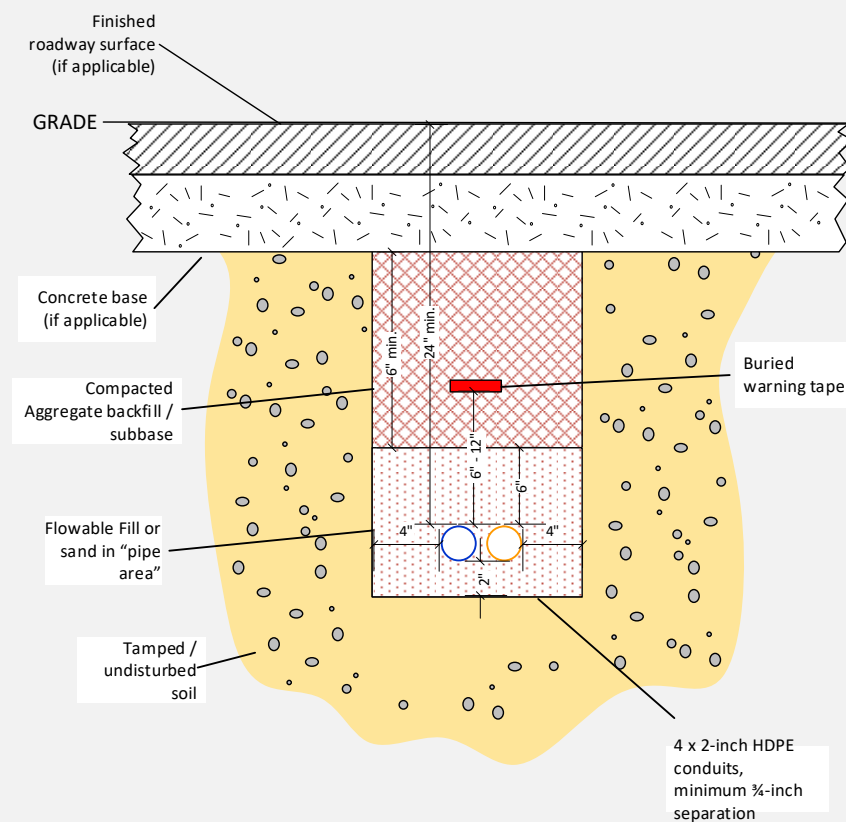 Finished
roadway surface
(if applicable)
GRADE
Concrete base
(if applicable)
6" min.
24" min.
Compacted
Aggregate backfill /
subbase
Buried
warning tape
6" - 12"
6"
Flowable Fill or
sand in “pipe
area”
4"
4"
2"
Tamped /
undisturbed
soil
4 x 2-inch HDPE
conduits,
minimum ¾-inch
separation